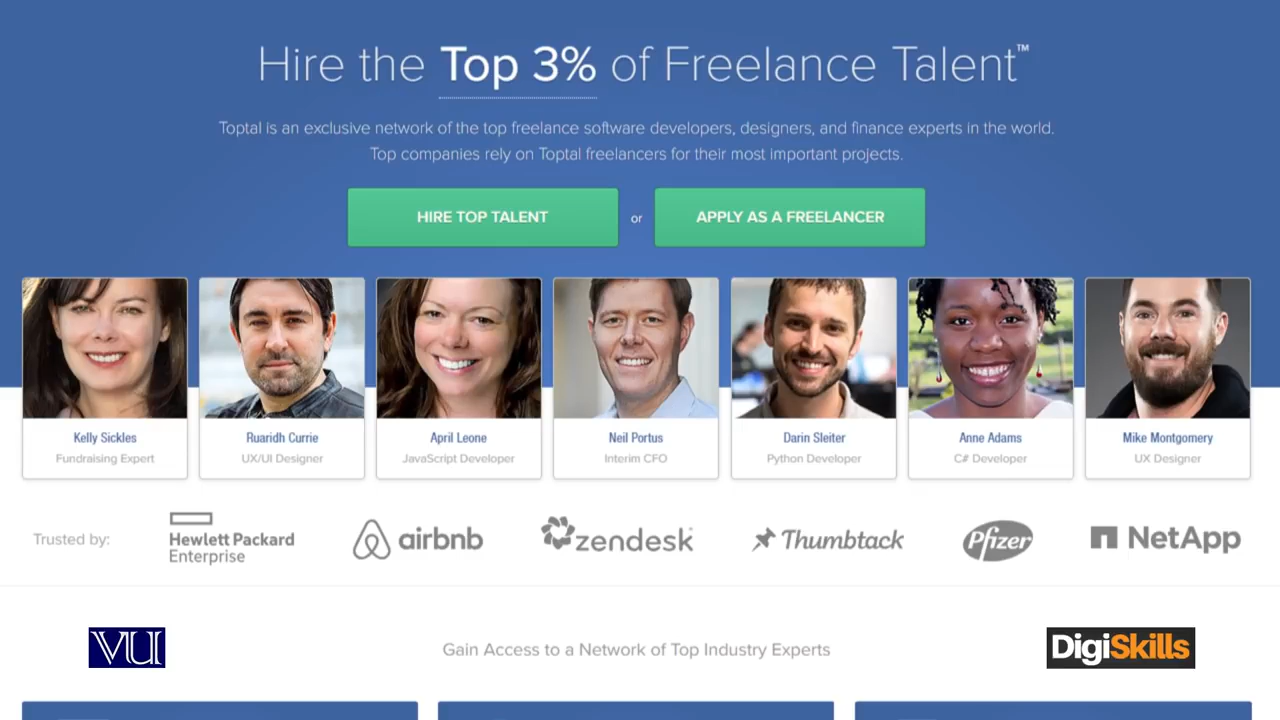 Hire the Top 3% of Freelance Talent™
Toptal is an exclusive network of the top freelance software developers, designers, and finance experts in the world.
Top companies rely on Toptal freelancers for their most important projects.
HIRE TOP TALENT or APPLY AS A FREELANCER
Kelly Sickles
Fundraising Expert
Ruaridh Currie
UX/UI Designer
April Leone
JavaScript Developer
Neil Portus
Interim CFO
Darin Sleiter
Python Developer
Anne Adams
C# Developer
Mike Montgomery
UX Designer
Trusted by:
Hewlett Packard
Enterprise
airbnb
zendesk
Thumbtack
Pfizer
NetApp
VU
Gain Access to a Network of Top Industry Experts
DigiSkills